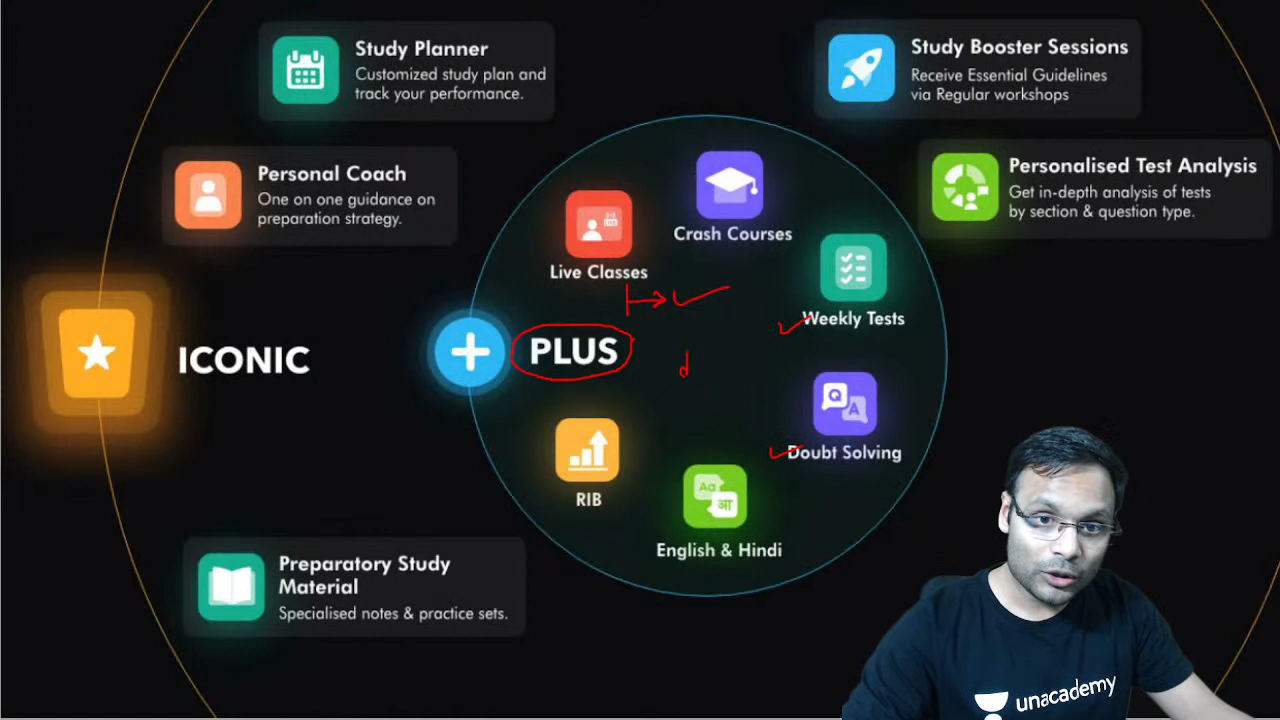 Study Planner
Customized study plan and
track your performance.
Study Booster Sessions
Receive Essential Guidelines
via Regular workshops
Personal Coach
One on one guidance on
preparation strategy.
Personalised Test Analysis
Get in-depth analysis of tests
by section & question type.
Crash Courses
Live Classes
Weekly Tests
ICONIC
PLUS
d
Q
A
Doubt Solving
RIB
Aa
अा
English & Hindi
Preparatory Study
Material
Specialised notes & practice sets.
unacademy